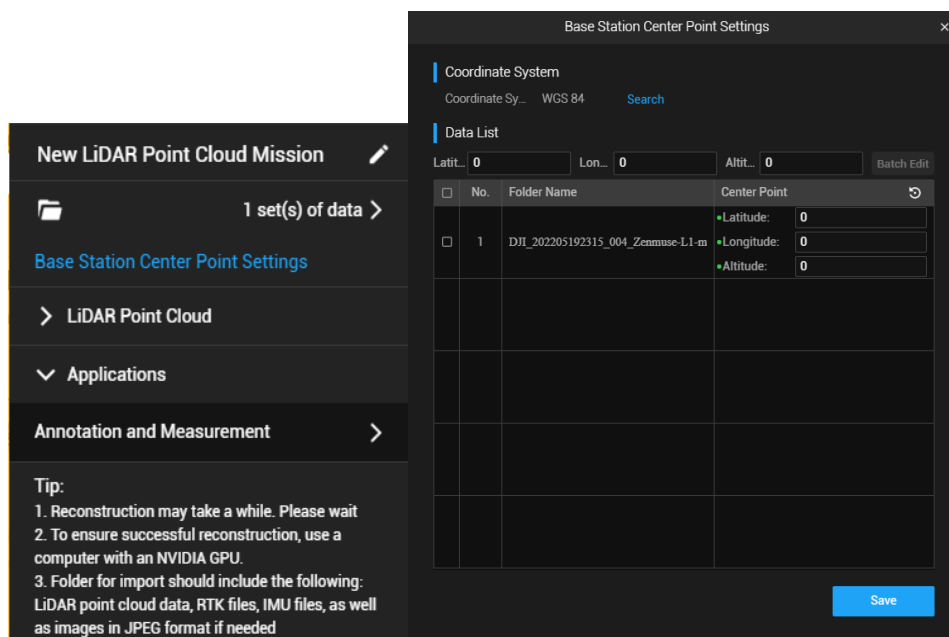 New LiDAR Point Cloud Mission
1 set(s) of data
Base Station Center Point Settings
LiDAR Point Cloud
Applications
Annotation and Measurement
Tip:
1. Reconstruction may take a while. Please wait
2. To ensure successful reconstruction, use a
computer with an NVIDIA GPU.
3. Folder for import should include the following:
LiDAR point cloud data, RTK files, IMU files, as well
as images in JPEG format if needed
Base Station Center Point Settings
Coordinate System
Coordinate Sy... WGS 84 Search
Data List
Latit... 0 Lon... 0 Altit... 0 Batch Edit
No. Folder Name Center Point
1 DJI_202205192315_004_Zenmuse-L1-m
Latitude: 0
Longitude: 0
Altitude: 0
Save